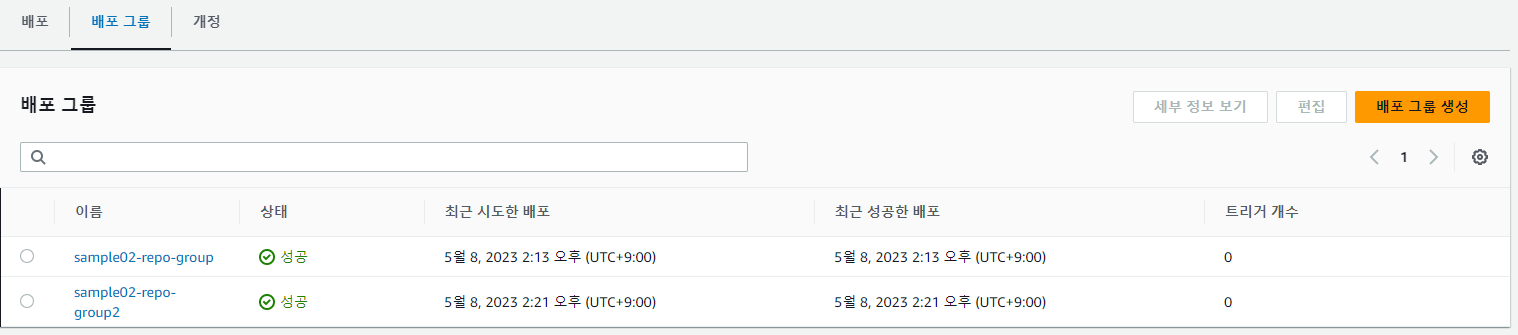 배포 배포 그룹 개정
배포 그룹 세부 정보 보기 편집 배포 그룹 생성
1
이름 상태 최근 시도한 배포 최근 성공한 배포 트리거 개수
sample02-repo-group 성공 5월 8, 2023 2:13 오후 (UTC+9:00) 5월 8, 2023 2:13 오후 (UTC+9:00) 0
sample02-repo-
group2 성공 5월 8, 2023 2:21 오후 (UTC+9:00) 5월 8, 2023 2:21 오후 (UTC+9:00) 0